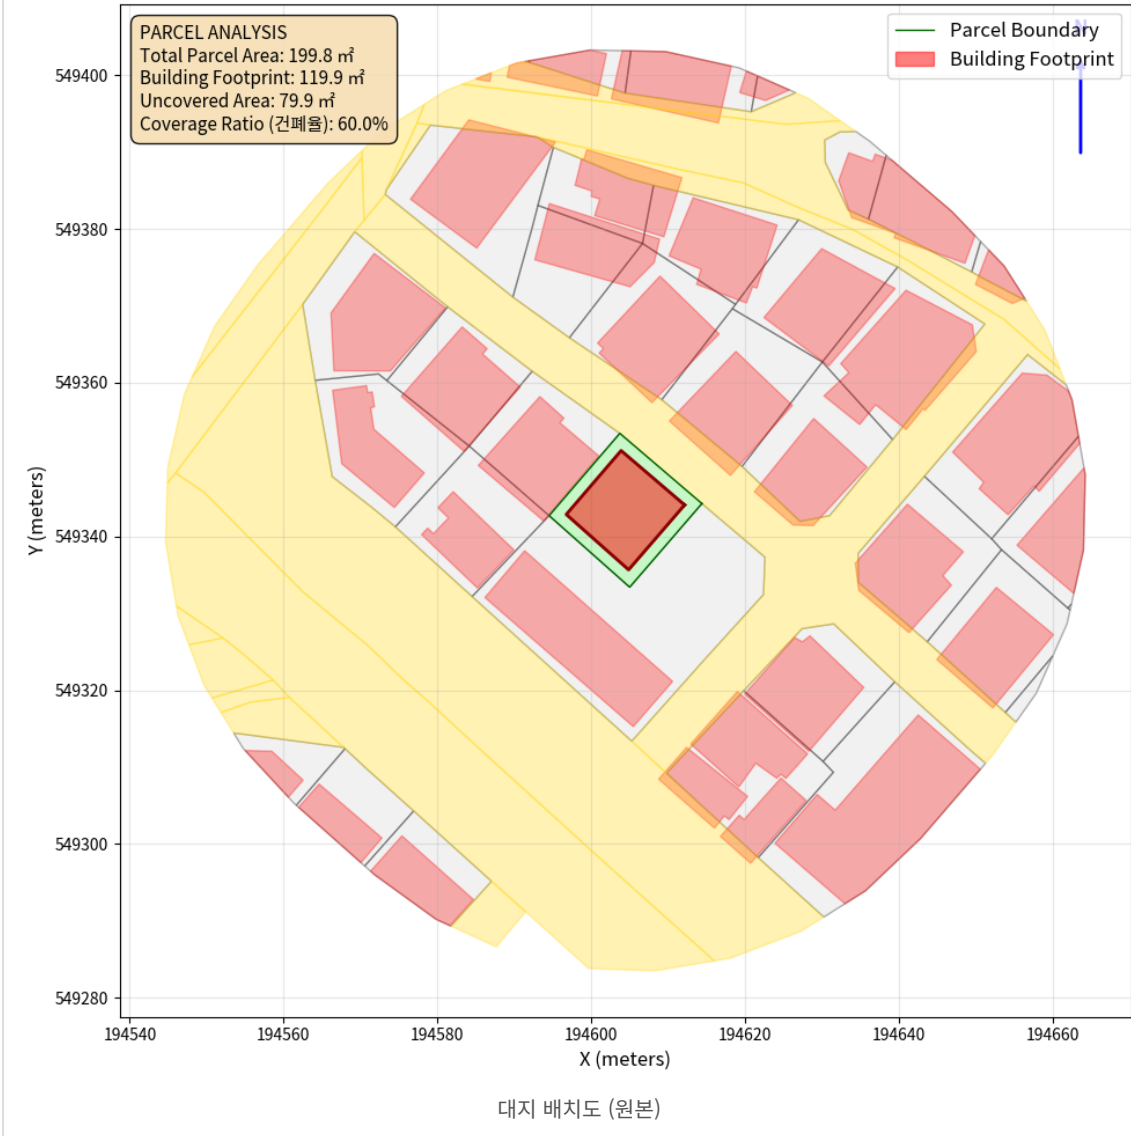 PARCEL ANALYSIS
Total Parcel Area: 199.8 ㎡
Building Footprint: 119.9 ㎡
Uncovered Area: 79.9 ㎡
Coverage Ratio (건폐율): 60.0%
Parcel Boundary
Building Footprint
N
549400
549380
549360
549340
549320
549300
549280
Y (meters)
194540 194560 194580 194600 194620 194640 194660
X (meters)
대지 배치도 (원본)